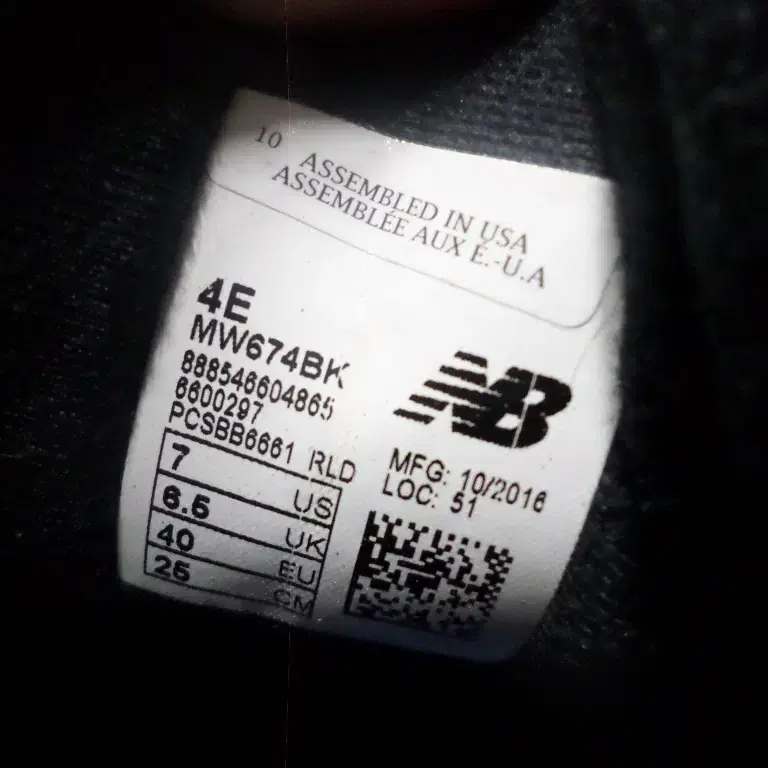 10 ASSEMBLED IN USA
ASSEMBLÉE AUX E.-U.A
4E
MW674BK
888546604865
6600297
PCSBB6661 RLD
7 US
6.5 UK
40 EU
25 CM
NB
MFG: 10/2016
LOC: 51